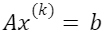 Ax^{(k)} = b